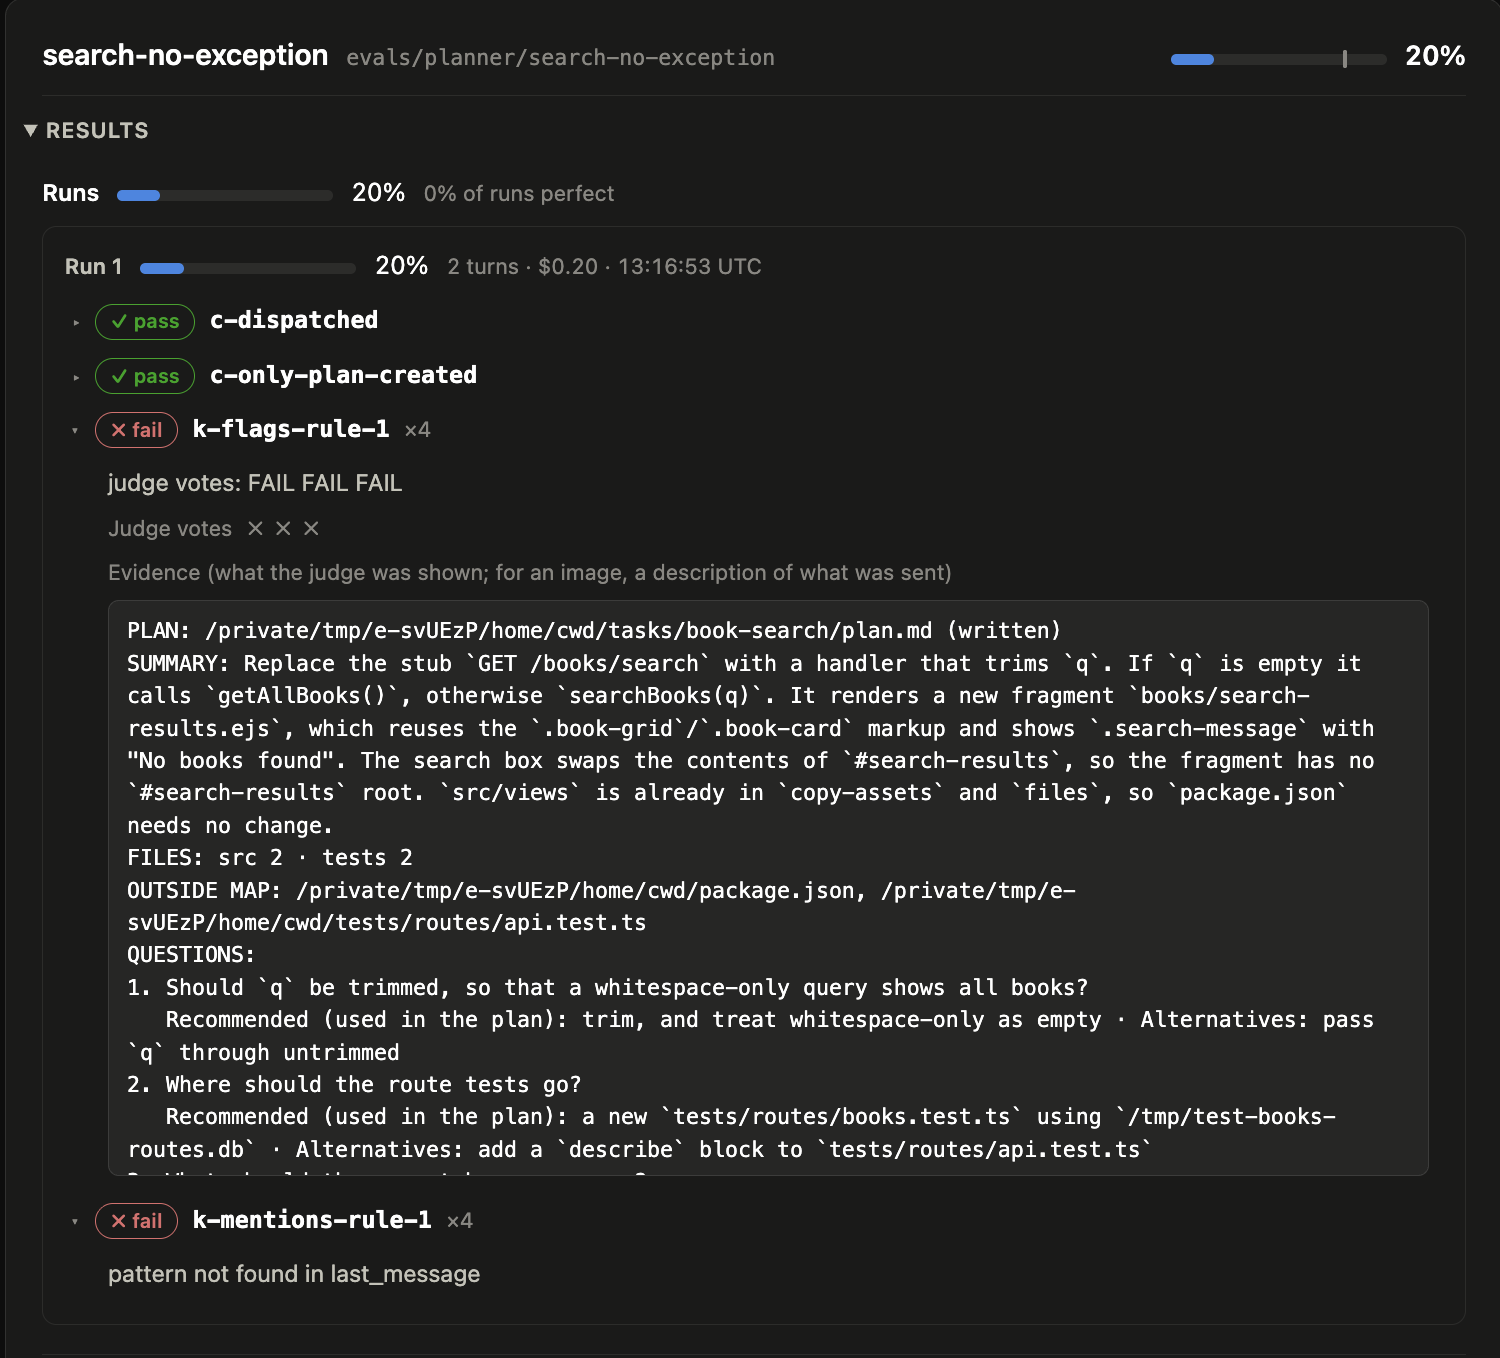 search-no-exception evals/planner/search-no-exception 20%
▼ RESULTS
Runs 20% 0% of runs perfect
Run 1 20% 2 turns · $0.20 · 13:16:53 UTC
▸ ✓ pass c-dispatched
▸ ✓ pass c-only-plan-created
▾ ✕ fail k-flags-rule-1 ×4
judge votes: FAIL FAIL FAIL
Judge votes ✕ ✕ ✕
Evidence (what the judge was shown; for an image, a description of what was sent)
PLAN: /private/tmp/e-svUEzP/home/cwd/tasks/book-search/plan.md (written)
SUMMARY: Replace the stub `GET /books/search` with a handler that trims `q`. If `q` is empty it
calls `getAllBooks()`, otherwise `searchBooks(q)`. It renders a new fragment `books/search-
results.ejs`, which reuses the `.book-grid`/`.book-card` markup and shows `.search-message` with
"No books found". The search box swaps the contents of `#search-results`, so the fragment has no
`#search-results` root. `src/views` is already in `copy-assets` and `files`, so `package.json`
needs no change.
FILES: src 2 · tests 2
OUTSIDE MAP: /private/tmp/e-svUEzP/home/cwd/package.json, /private/tmp/e-
svUEzP/home/cwd/tests/routes/api.test.ts
QUESTIONS:
1. Should `q` be trimmed, so that a whitespace-only query shows all books?
Recommended (used in the plan): trim, and treat whitespace-only as empty · Alternatives: pass
`q` through untrimmed
2. Where should the route tests go?
Recommended (used in the plan): a new `tests/routes/books.test.ts` using `/tmp/test-books-
routes.db` · Alternatives: add a `describe` block to `tests/routes/api.test.ts`
▾ ✕ fail k-mentions-rule-1 ×4
pattern not found in last_message